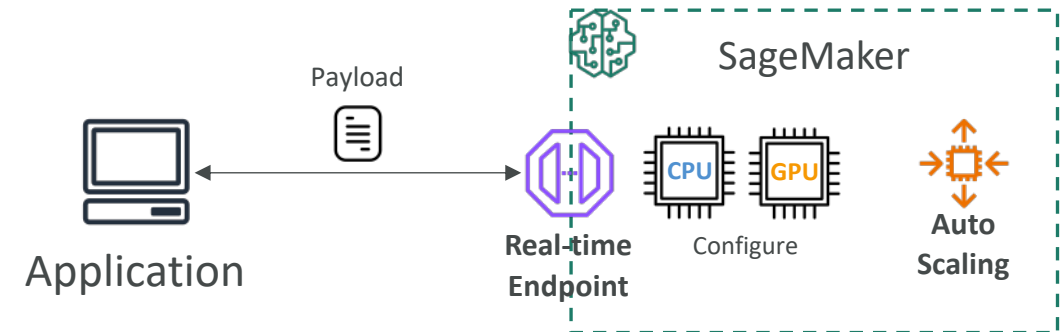 SageMaker
Payload
CPU
GPU
Application
Real-time
Endpoint
Configure
Auto
Scaling